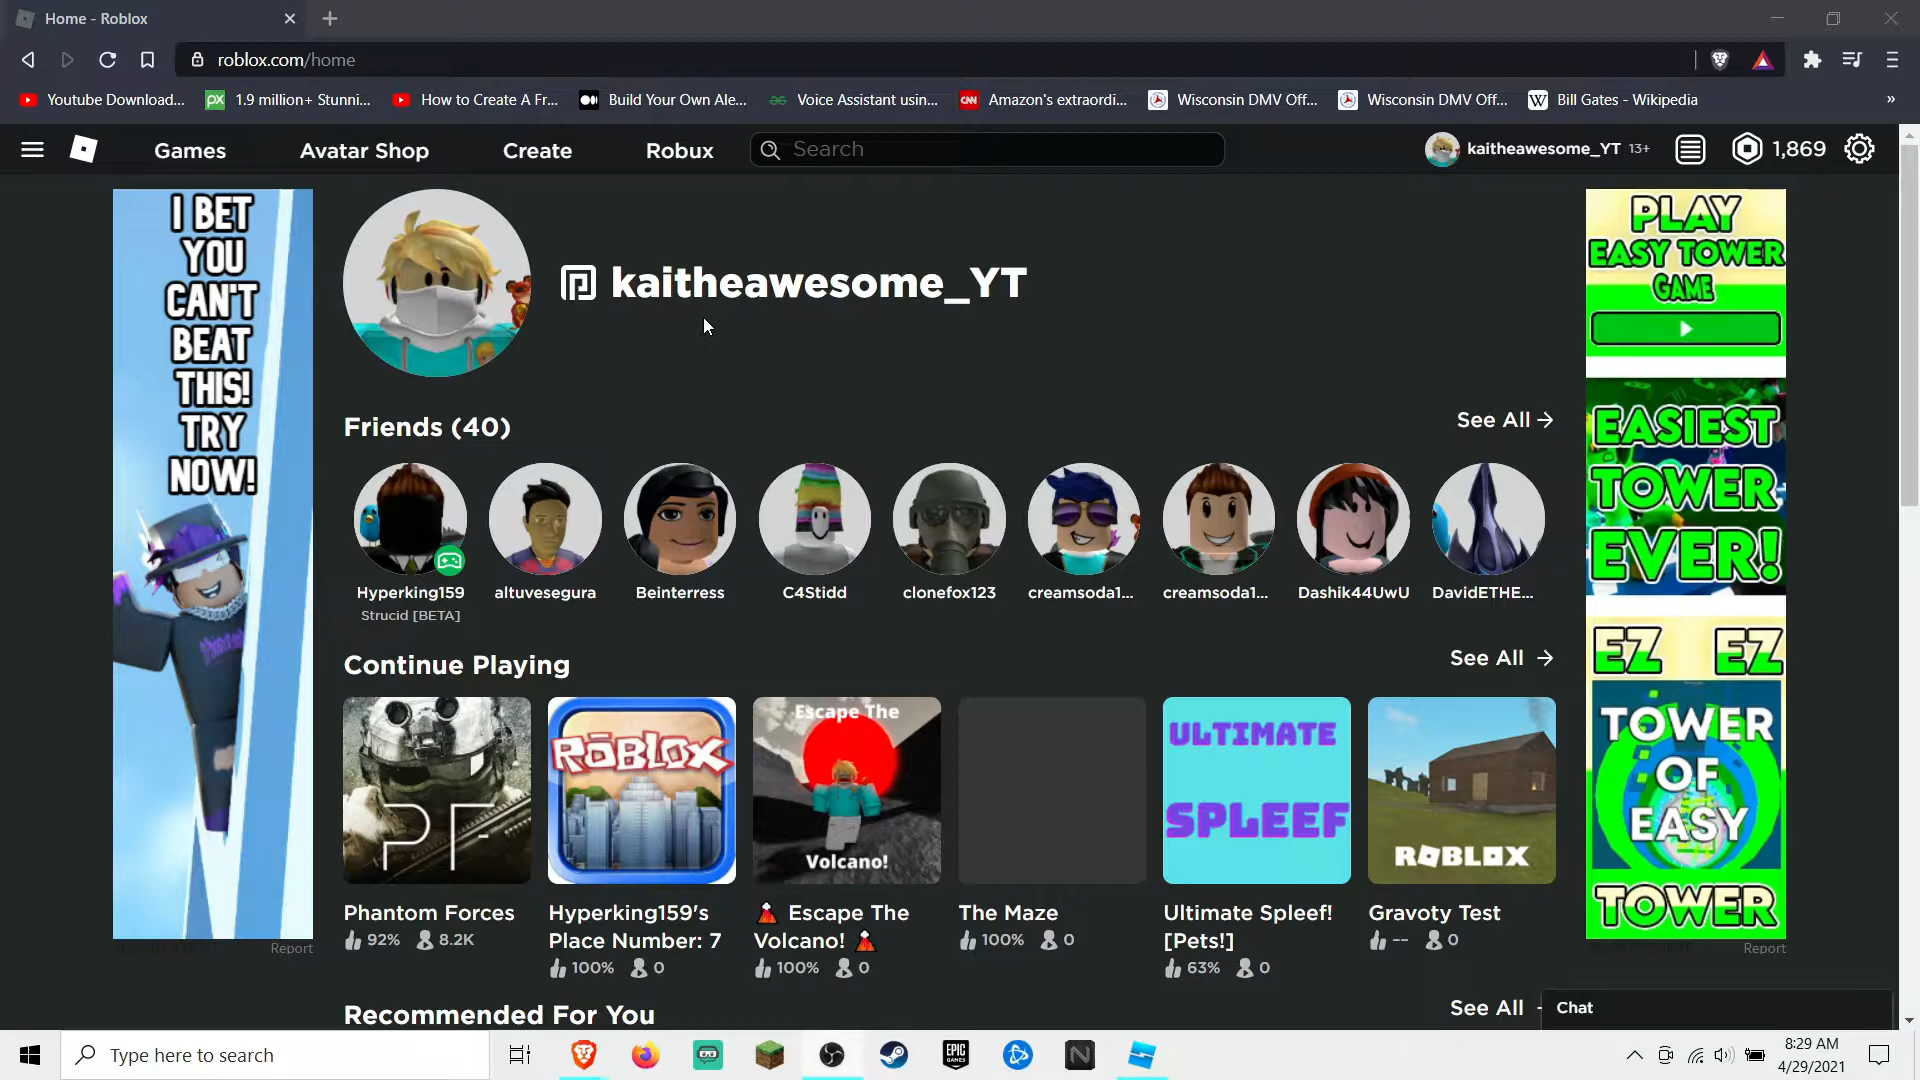 Home - Roblox
roblox.com/home
Youtube Download...
1.9 million+ Stunni...
How to Create A Fr...
Build Your Own Ale...
Voice Assistant usin...
CNN
Amazon's extraordi...
Wisconsin DMV Off...
Wisconsin DMV Off...
W
Bill Gates - Wikipedia
»
Games
Avatar Shop
Create
Robux
Search
kaitheawesome_YT 13+
1,869
I BET
YOU
CAN'T
BEAT
THIS!
TRY
NOW!
Report
kaitheawesome_YT
Friends (40)
See All →
Hyperking159
Strucid [BETA]
altuvesegura
Beinterress
C4Stidd
clonefox123
creamsoda1...
creamsoda1...
Dashik44UwU
DavidETHE...
Continue Playing
See All →
PF
Phantom Forces
92% 8.2K
ROBLOX
Hyperking159's
Place Number: 7
100% 0
Escape The
Volcano!
🌋 Escape The
Volcano! 🌋
100% 0
The Maze
100% 0
ULTIMATE
SPLEEF
Ultimate Spleef!
[Pets!]
63% 0
ROBLOX
Gravoty Test
-- 0
Recommended For You
See All
PLAY
EASY TOWER
GAME
EASIEST
TOWER
EVER!
EZ EZ
TOWER
OF
EASY
TOWER
Report
Chat
Type here to search
EPIC
GAMES
8:29 AM
4/29/2021